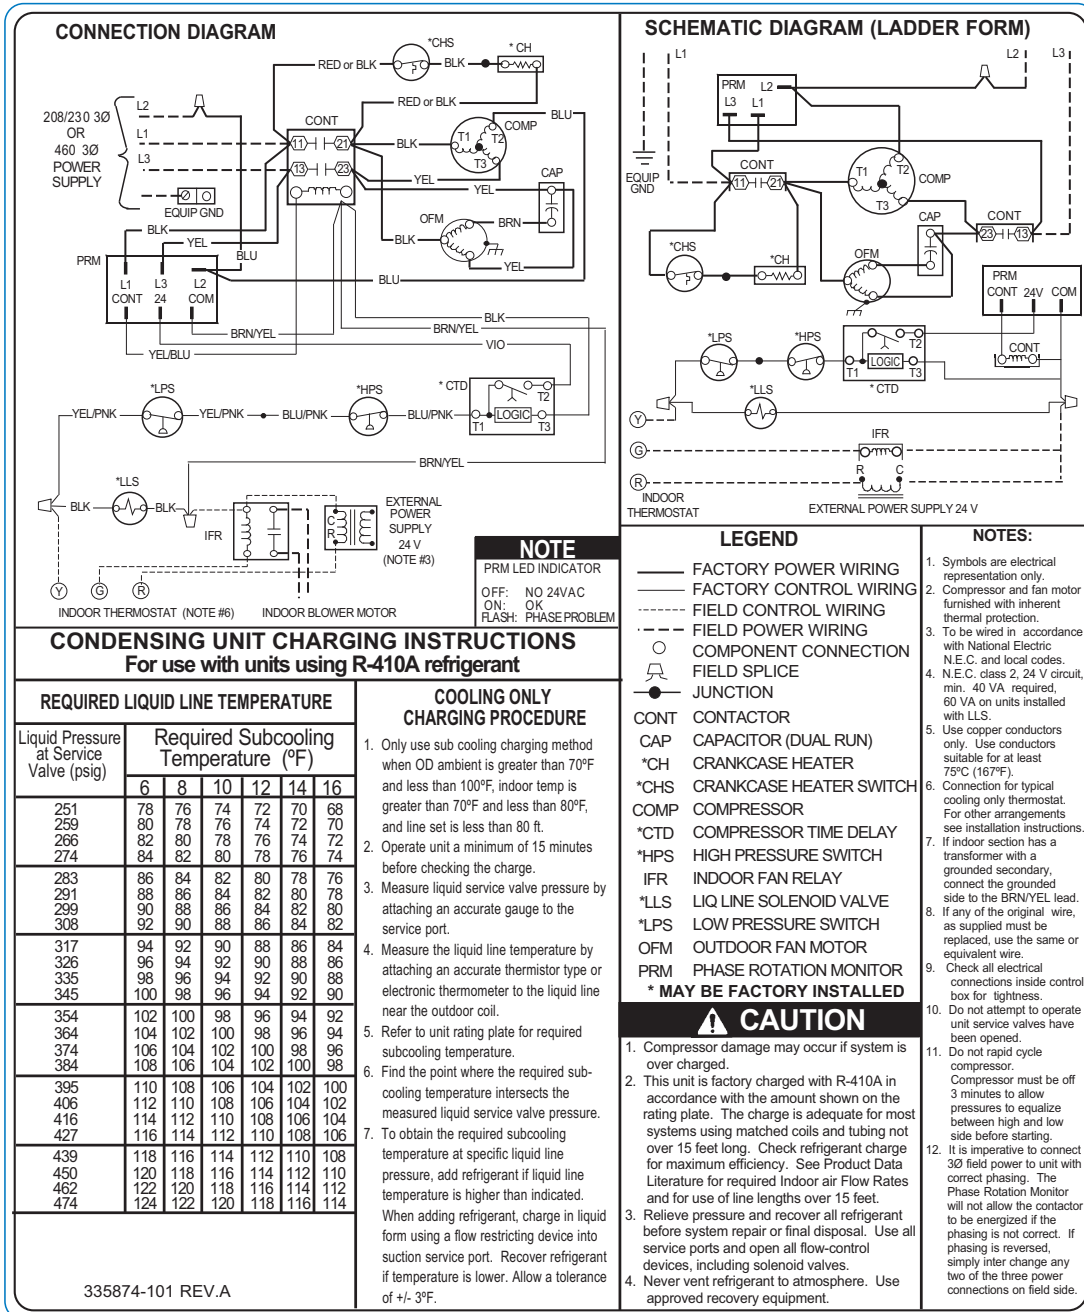 CONNECTION DIAGRAM
*CHS
* CH
RED or BLK
BLK
RED or BLK
BLU
208/230 3Ø
OR
460 3Ø
POWER
SUPPLY
L2
L1
L3
EQUIP GND
CONT
11
21
13
23
BLK
T1
T2
T3
COMP
YEL
YEL
CAP
OFM
BRN
BLK
YEL
BLK
YEL
BLU
BLU
PRM
L1
L3
L2
CONT
24
COM
BLK
BRN/YEL
BRN/YEL
VIO
YEL/BLU
*LPS
*HPS
* CTD
YEL/PNK
YEL/PNK
BLU/PNK
BLU/PNK
T1
LOGIC
T2
T3
BRN/YEL
*LLS
BLK
BLK
IFR
C
R
EXTERNAL
POWER
SUPPLY
24 V
(NOTE #3)
Y
G
R
INDOOR THERMOSTAT (NOTE #6)
INDOOR BLOWER MOTOR
NOTE
PRM LED INDICATOR
OFF: NO 24VAC
ON: OK
FLASH: PHASE PROBLEM
SCHEMATIC DIAGRAM (LADDER FORM)
L1
L2
L3
PRM
L2
L3 L1
EQUIP
GND
CONT
11
21
T1
T2
T3
COMP
CAP
CONT
23
13
*CHS
*CH
OFM
PRM
CONT 24V COM
CONT
*LPS
*HPS
T1
LOGIC
T2
T3
* CTD
*LLS
Y
G
R
IFR
R
C
INDOOR
THERMOSTAT
EXTERNAL POWER SUPPLY 24 V
CONDENSING UNIT CHARGING INSTRUCTIONS
For use with units using R-410A refrigerant
REQUIRED LIQUID LINE TEMPERATURE
Liquid Pressure
at Service
Valve (psig)
Required Subcooling
Temperature (ºF)
6 8 10 12 14 16
251 78 76 74 72 70 68
259 80 78 76 74 72 70
266 82 80 78 76 74 72
274 84 82 80 78 76 74
283 86 84 82 80 78 76
291 88 86 84 82 80 78
299 90 88 86 84 82 80
308 92 90 88 86 84 82
317 94 92 90 88 86 84
326 96 94 92 90 88 86
335 98 96 94 92 90 88
345 100 98 96 94 92 90
354 102 100 98 96 94 92
364 104 102 100 98 96 94
374 106 104 102 100 98 96
384 108 106 104 102 100 98
395 110 108 106 104 102 100
406 112 110 108 106 104 102
416 114 112 110 108 106 104
427 116 114 112 110 108 106
439 118 116 114 112 110 108
450 120 118 116 114 112 110
462 122 120 118 116 114 112
474 124 122 120 118 116 114
335874-101 REV.A
COOLING ONLY
CHARGING PROCEDURE
1. Only use sub cooling charging method
when OD ambient is greater than 70ºF
and less than 100ºF, indoor temp is
greater than 70ºF and less than 80ºF,
and line set is less than 80 ft.
2. Operate unit a minimum of 15 minutes
before checking the charge.
3. Measure liquid service valve pressure by
attaching an accurate gauge to the
service port.
4. Measure the liquid line temperature by
attaching an accurate thermistor type or
electronic thermometer to the liquid line
near the outdoor coil.
5. Refer to unit rating plate for required
subcooling temperature.
6. Find the point where the required sub-
cooling temperature intersects the
measured liquid service valve pressure.
7. To obtain the required subcooling
temperature at specific liquid line
pressure, add refrigerant if liquid line
temperature is higher than indicated.
When adding refrigerant, charge in liquid
form using a flow restricting device into
suction service port. Recover refrigerant
if temperature is lower. Allow a tolerance
of +/- 3ºF.
LEGEND
FACTORY POWER WIRING
FACTORY CONTROL WIRING
FIELD CONTROL WIRING
FIELD POWER WIRING
COMPONENT CONNECTION
FIELD SPLICE
JUNCTION
CONT CONTACTOR
CAP CAPACITOR (DUAL RUN)
*CH CRANKCASE HEATER
*CHS CRANKCASE HEATER SWITCH
COMP COMPRESSOR
*CTD COMPRESSOR TIME DELAY
*HPS HIGH PRESSURE SWITCH
IFR INDOOR FAN RELAY
*LLS LIQ LINE SOLENOID VALVE
*LPS LOW PRESSURE SWITCH
OFM OUTDOOR FAN MOTOR
PRM PHASE ROTATION MONITOR
* MAY BE FACTORY INSTALLED
CAUTION
1. Compressor damage may occur if system is
over charged.
2. This unit is factory charged with R-410A in
accordance with the amount shown on the
rating plate. The charge is adequate for most
systems using matched coils and tubing not
over 15 feet long. Check refrigerant charge
for maximum efficiency. See Product Data
Literature for required Indoor air Flow Rates
and for use of line lengths over 15 feet.
3. Relieve pressure and recover all refrigerant
before system repair or final disposal. Use all
service ports and open all flow-control
devices, including solenoid valves.
4. Never vent refrigerant to atmosphere. Use
approved recovery equipment.
NOTES:
1. Symbols are electrical
representation only.
2. Compressor and fan motor
furnished with inherent
thermal protection.
3. To be wired in accordance
with National Electric
N.E.C. and local codes.
4. N.E.C. class 2, 24 V circuit,
min. 40 VA required,
60 VA on units installed
with LLS.
5. Use copper conductors
only. Use conductors
suitable for at least
75ºC (167ºF).
6. Connection for typical
cooling only thermostat.
For other arrangements
see installation instructions.
7. If indoor section has a
transformer with a
grounded secondary,
connect the grounded
side to the BRN/YEL lead.
8. If any of the original wire,
as supplied must be
replaced, use the same or
equivalent wire.
9. Check all electrical
connections inside control
box for tightness.
10. Do not attempt to operate
unit service valves have
been opened.
11. Do not rapid cycle
compressor.
Compressor must be off
3 minutes to allow
pressures to equalize
between high and low
side before starting.
12. It is imperative to connect
3Ø field power to unit with
correct phasing. The
Phase Rotation Monitor
will not allow the contactor
to be energized if the
phasing is not correct. If
phasing is reversed,
simply inter change any
two of the three power
connections on field side.